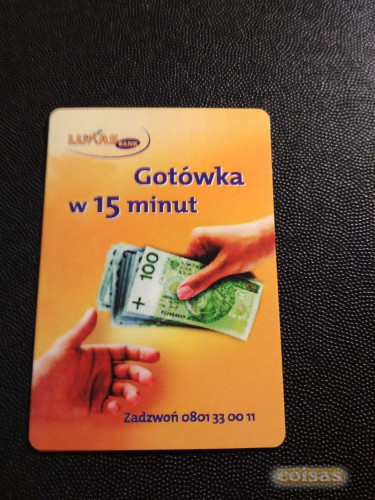 LUKAS BANK
Gotówka
w 15 minut
+ 100
Zadzwoń 0801 33 00 11
coisas